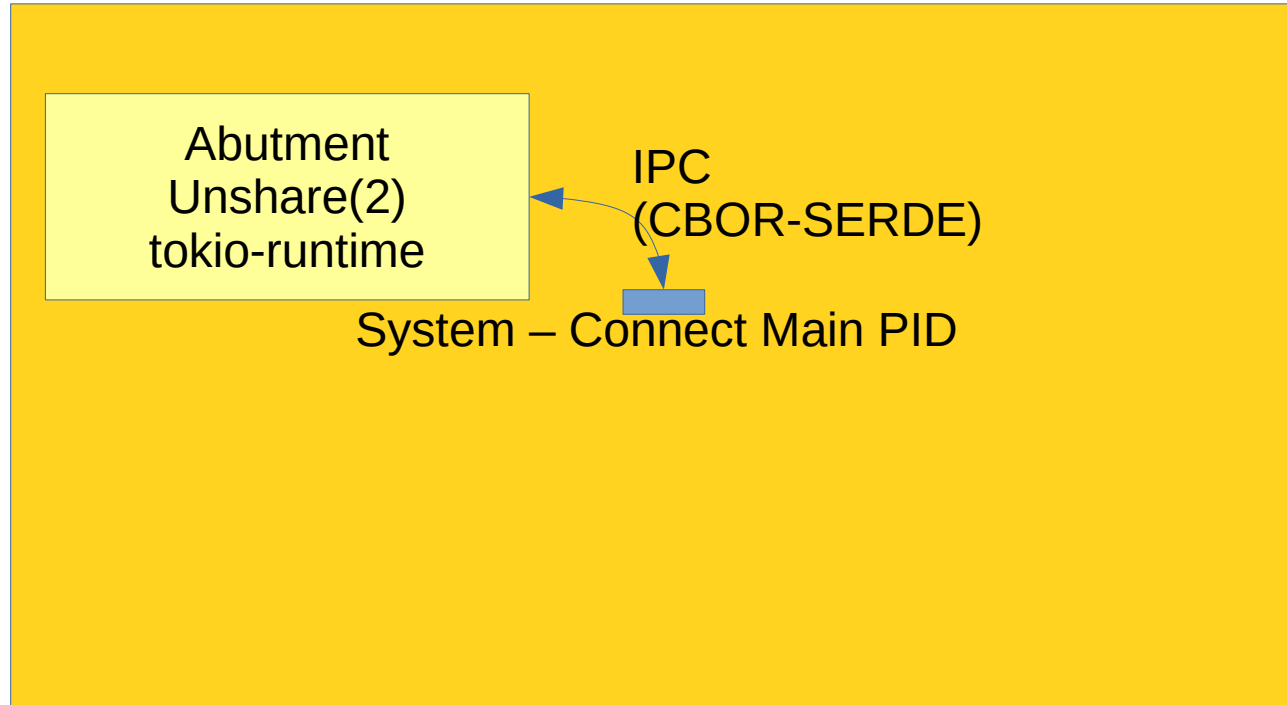 Abutment
Unshare(2)
tokio-runtime
IPC
(CBOR-SERDE)
System – Connect Main PID